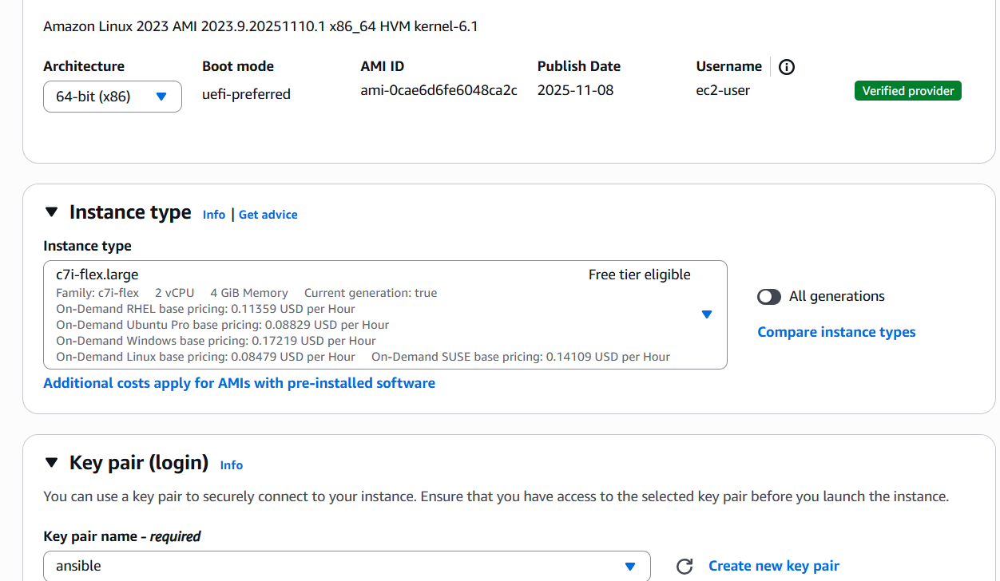 Amazon Linux 2023 AMI 2023.9.20251110.1 x86_64 HVM kernel-6.1
Architecture Boot mode AMI ID Publish Date Username
64-bit (x86) uefi-preferred ami-0cae6d6fe6048ca2c 2025-11-08 ec2-user Verified provider
Instance type Info | Get advice
Instance type
c7i-flex.large Free tier eligible
Family: c7i-flex 2 vCPU 4 GiB Memory Current generation: true
On-Demand RHEL base pricing: 0.11359 USD per Hour
On-Demand Ubuntu Pro base pricing: 0.08829 USD per Hour
On-Demand Windows base pricing: 0.17219 USD per Hour
On-Demand Linux base pricing: 0.08479 USD per Hour On-Demand SUSE base pricing: 0.14109 USD per Hour
All generations
Compare instance types
Additional costs apply for AMIs with pre-installed software
Key pair (login) Info
You can use a key pair to securely connect to your instance. Ensure that you have access to the selected key pair before you launch the instance.
Key pair name - required
ansible Create new key pair